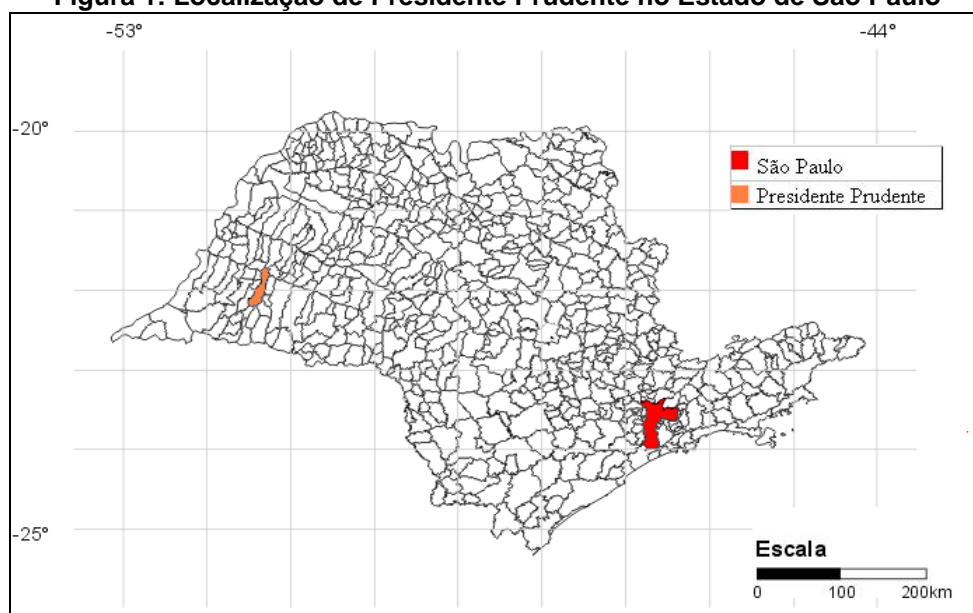 Figura 1: Localização de Presidente Prudente no Estado de São Paulo
-53°
-44°
-20°
São Paulo
Presidente Prudente
-25°
Escala
0 100 200km